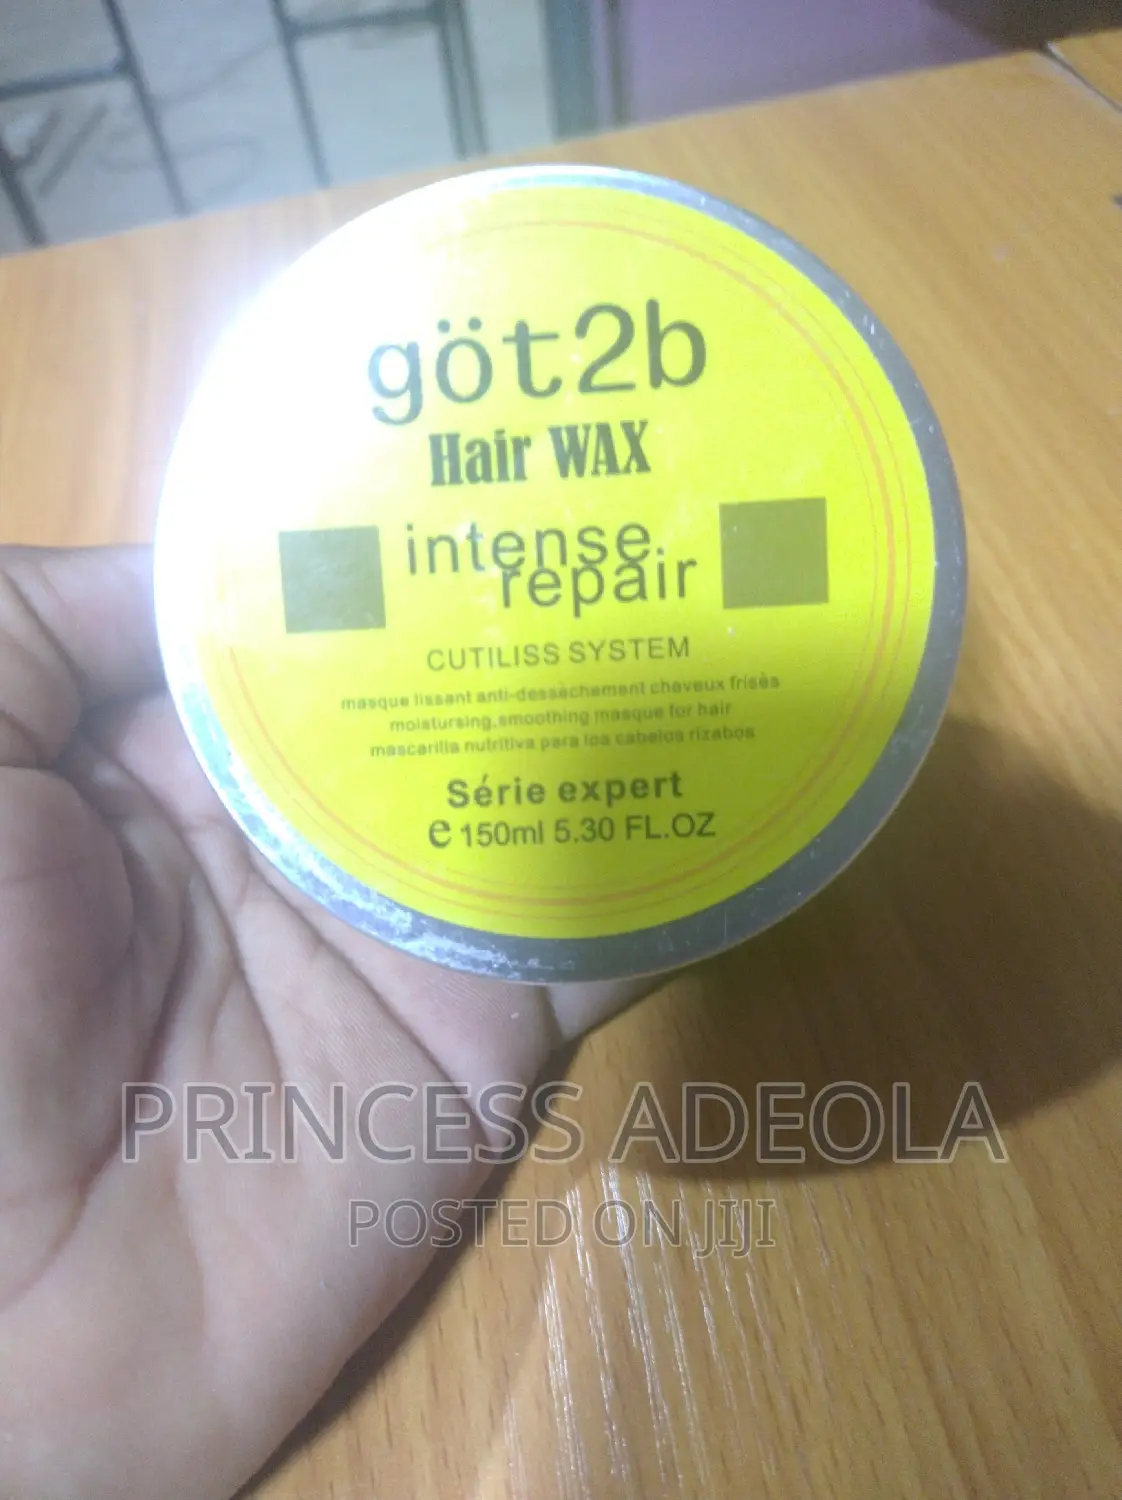 göt2b
Hair WAX
intense
repair
CUTILISS SYSTEM
masque lissant anti-dessèchement cheveux frisès
moistursing.smoothing masque for hair
mascarilla nutritiva para los cabelos rizabos
Série expert
e 150ml 5.30 FL.OZ
PRINCESS ADEOLA
POSTED ON JIJI